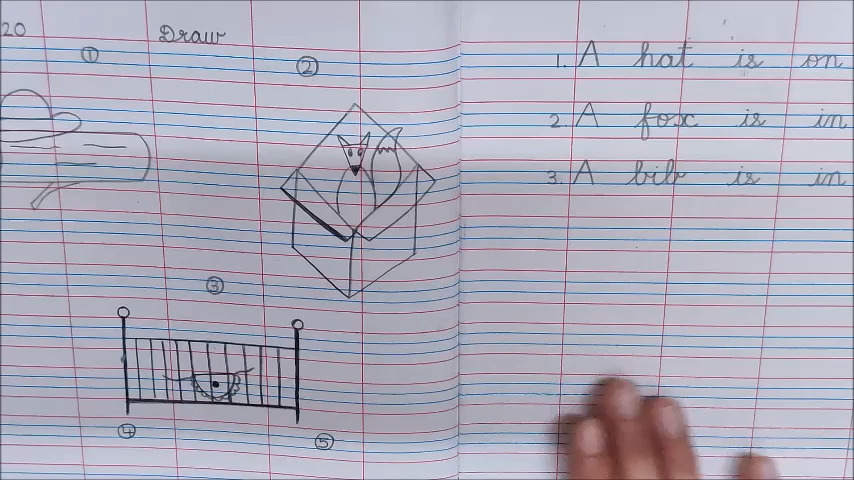 20
Draw
①
②
③
④
⑤
1. A hat is on
2. A fox is in
3. A bib is in